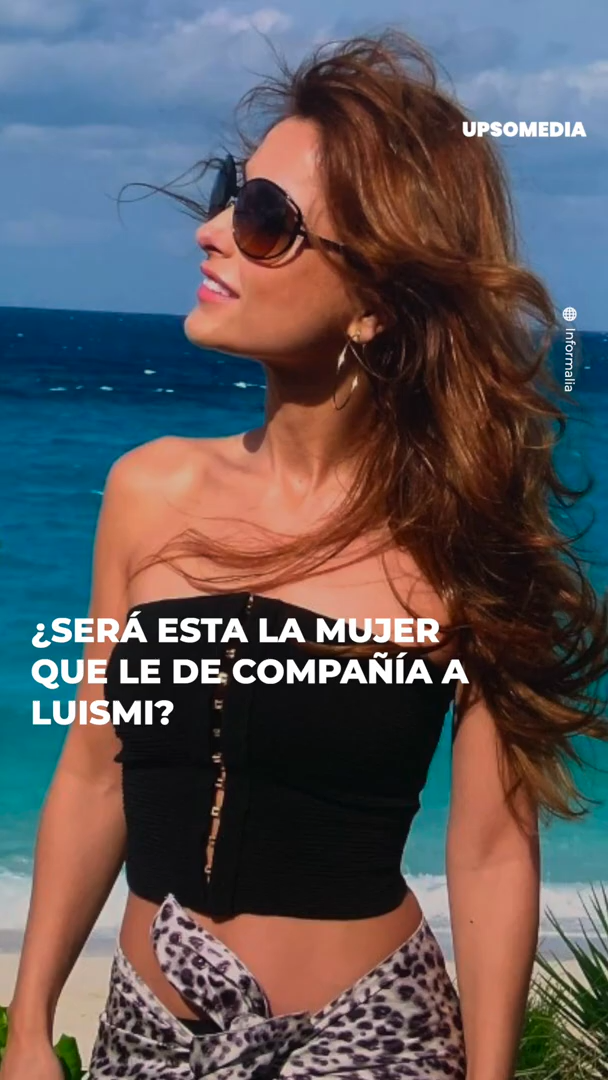 UPSOMEDIA
Informalia
¿SERÁ ESTA LA MUJER
QUE LE DE COMPAÑÍA A
LUISMI?